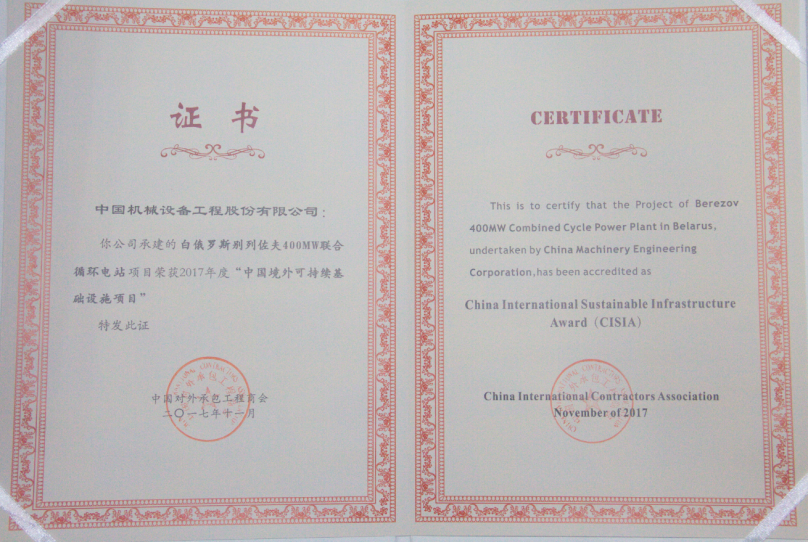 证书
中国机械设备工程股份有限公司：
你公司承建的白俄罗斯别列佐夫400MW联合
循环电站项目荣获2017年度“中国境外可持续基
础设施项目”
特发此证
中国对外承包工程商会
二〇一七年十一月
CERTIFICATE
This is to certify that the Project of Berezov
400MW Combined Cycle Power Plant in Belarus,
undertaken by China Machinery Engineering
Corporation,has been accredited as
China International Sustainable Infrastructure
Award（CISIA）
China International Contractors Association
November of 2017